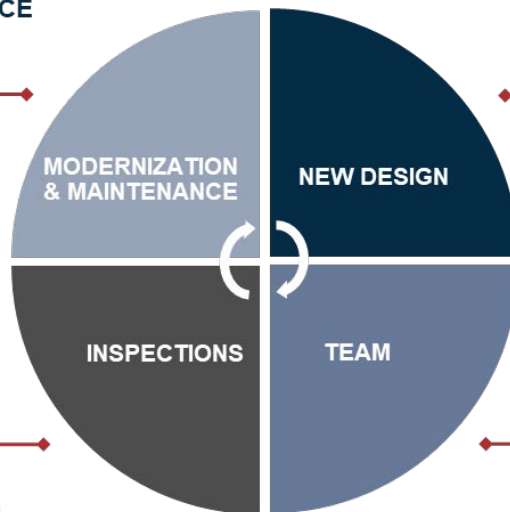 CE
MODERNIZATION
& MAINTENANCE
NEW DESIGN
INSPECTIONS
TEAM